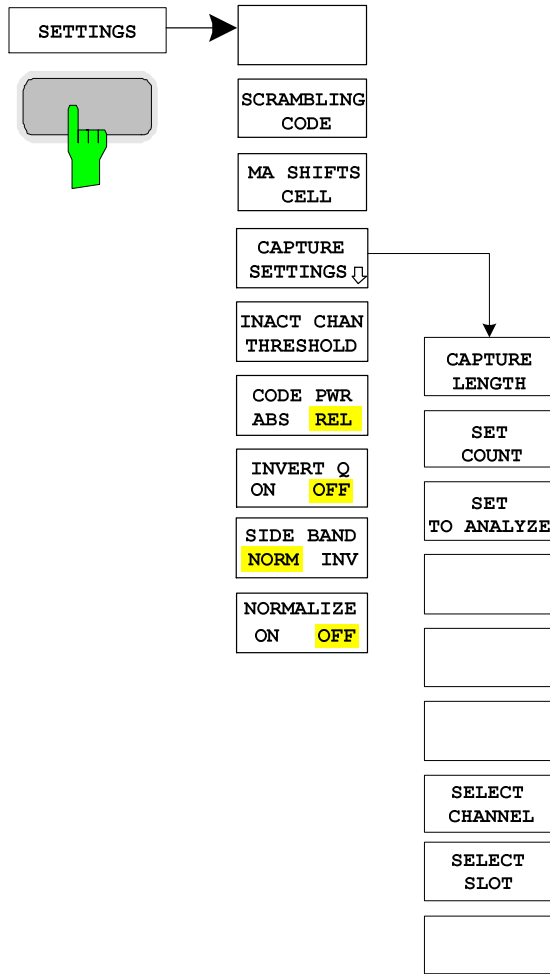 SETTINGS
SCRAMBLING
CODE
MA SHIFTS
CELL
CAPTURE
SETTINGS
INACT CHAN
THRESHOLD
CODE PWR
ABS REL
INVERT Q
ON OFF
SIDE BAND
NORM INV
NORMALIZE
ON OFF
CAPTURE
LENGTH
SET
COUNT
SET
TO ANALYZE
SELECT
CHANNEL
SELECT
SLOT